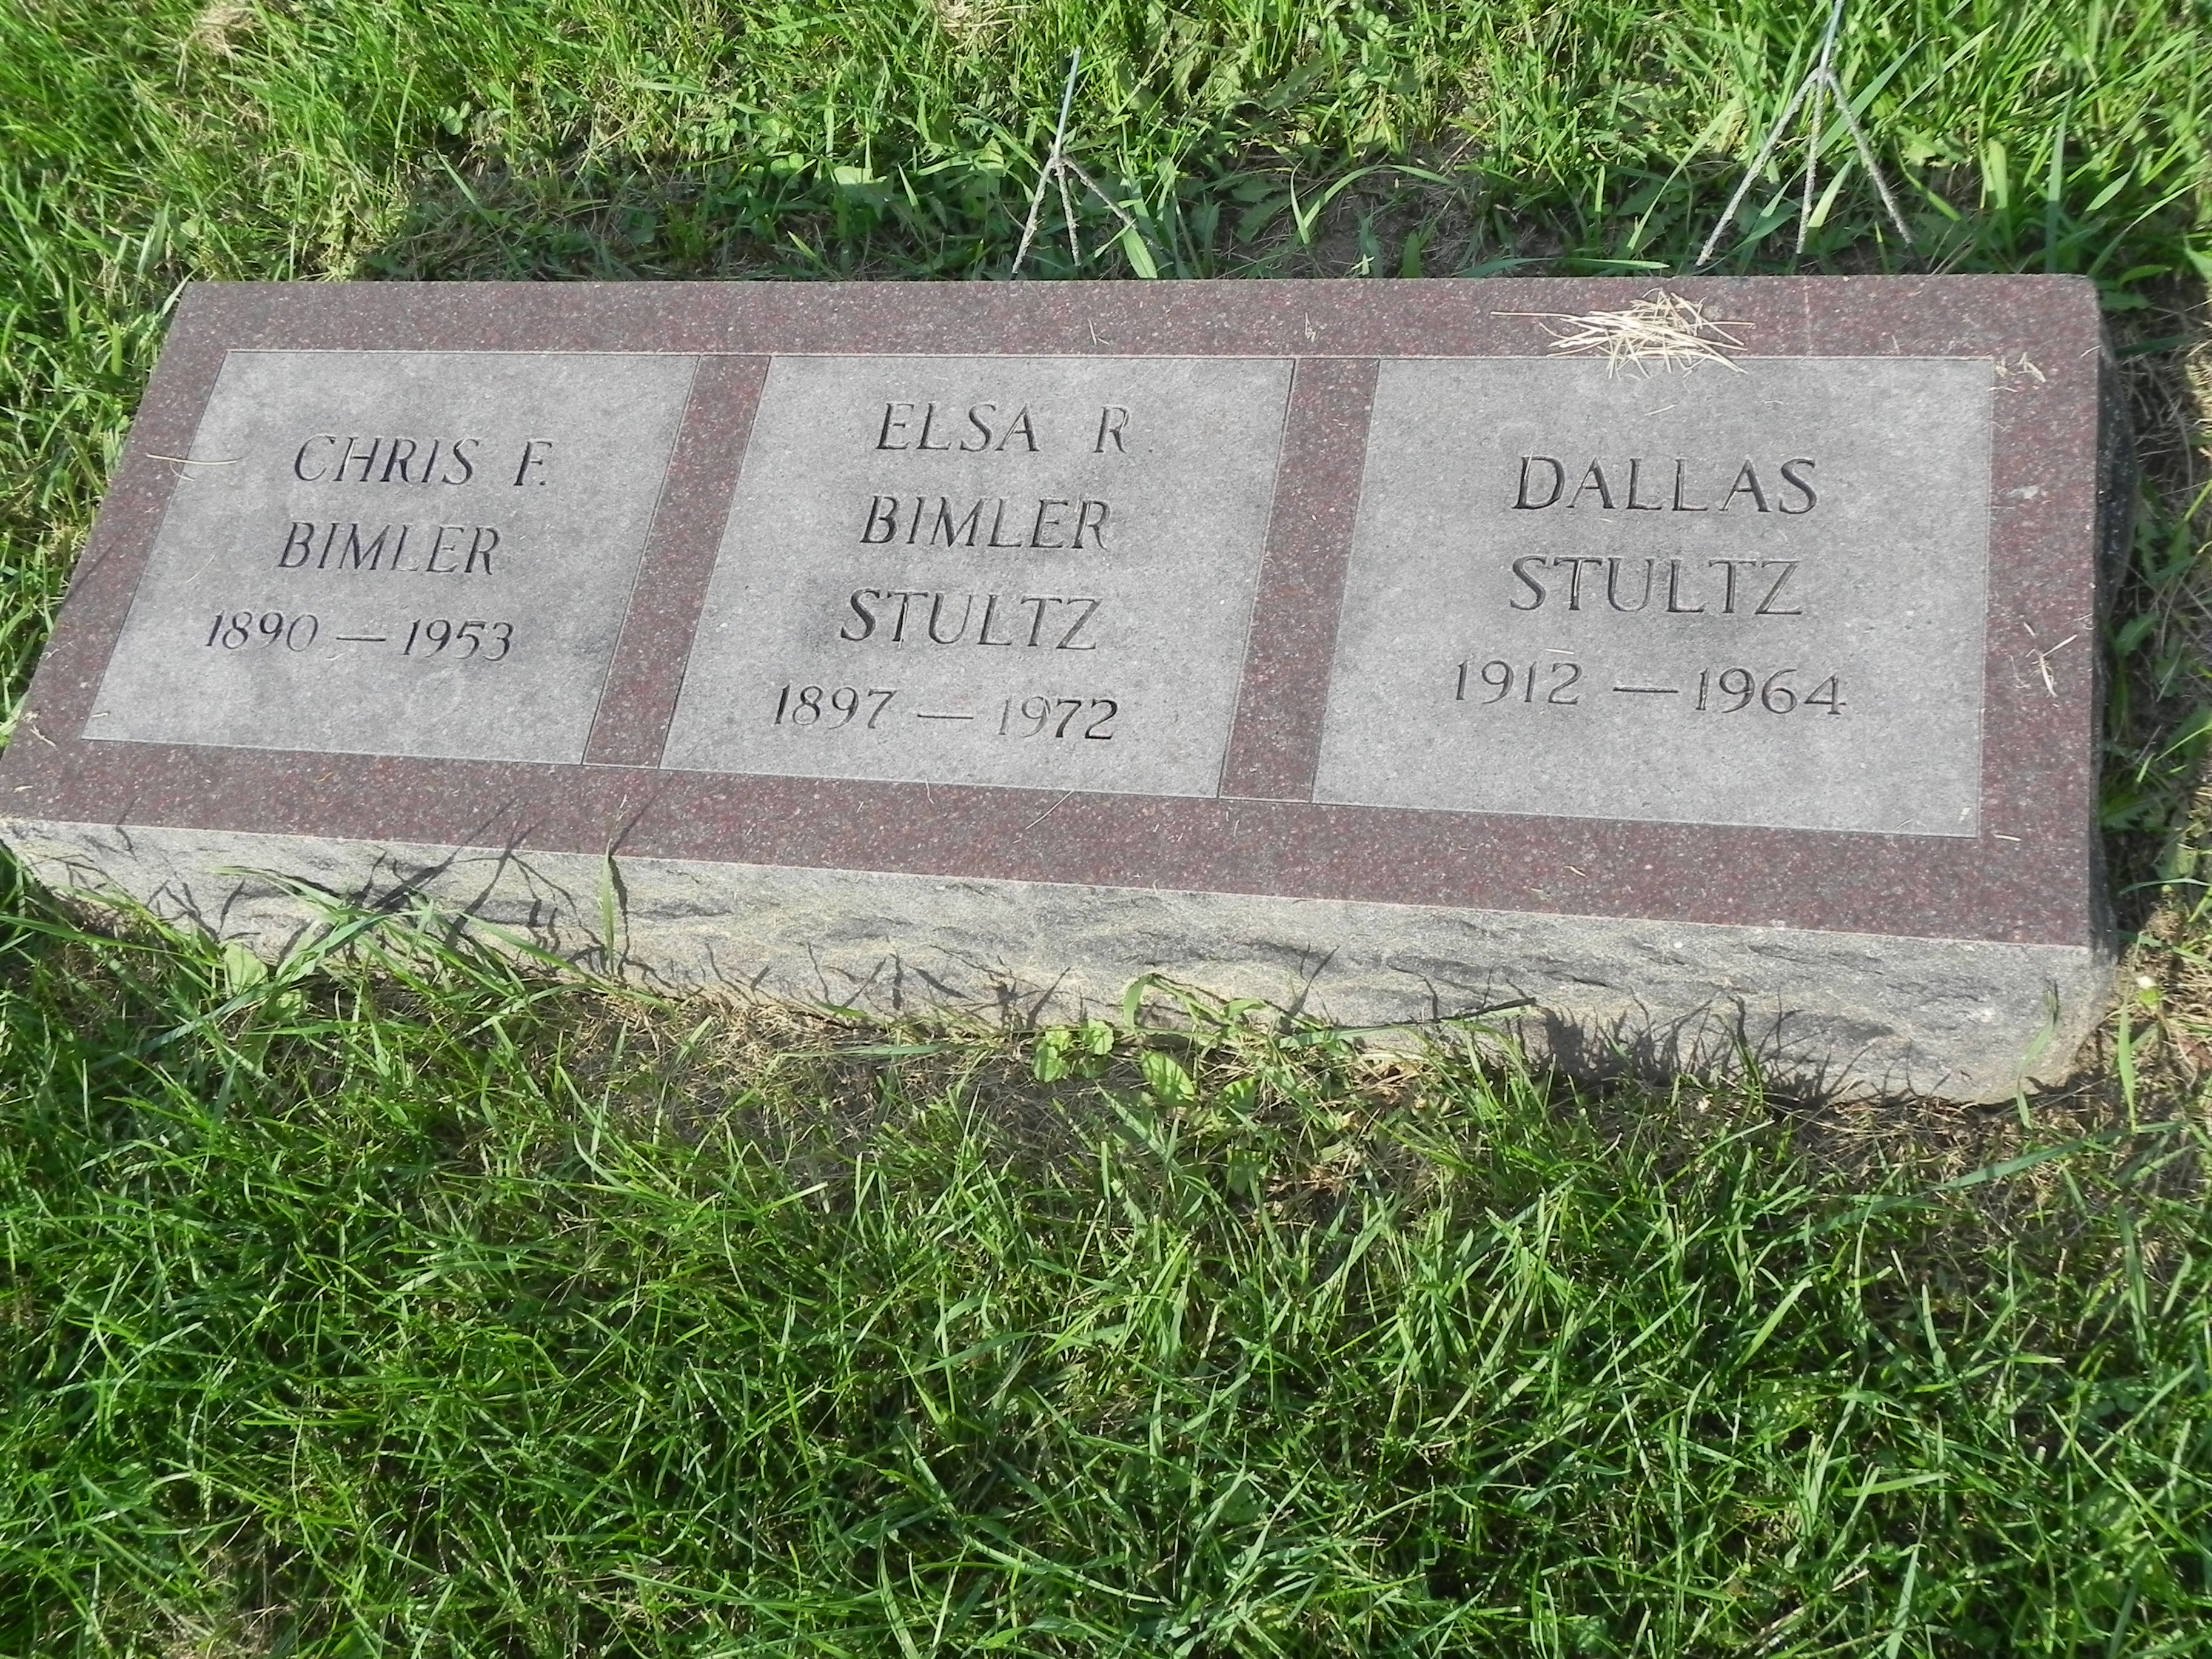 CHRIS F.
BIMLER
1890 — 1953
ELSA R.
BIMLER
STULTZ
1897 — 1972
DALLAS
STULTZ
1912 — 1964